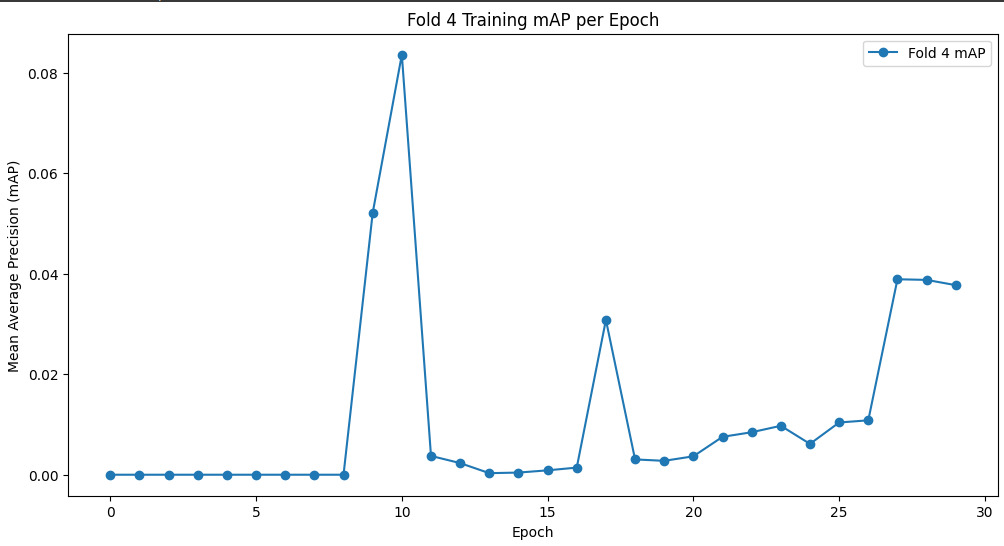 Fold 4 Training mAP per Epoch
Fold 4 mAP
Mean Average Precision (mAP)
0.08
0.06
0.04
0.02
0.00
0 5 10 15 20 25 30
Epoch